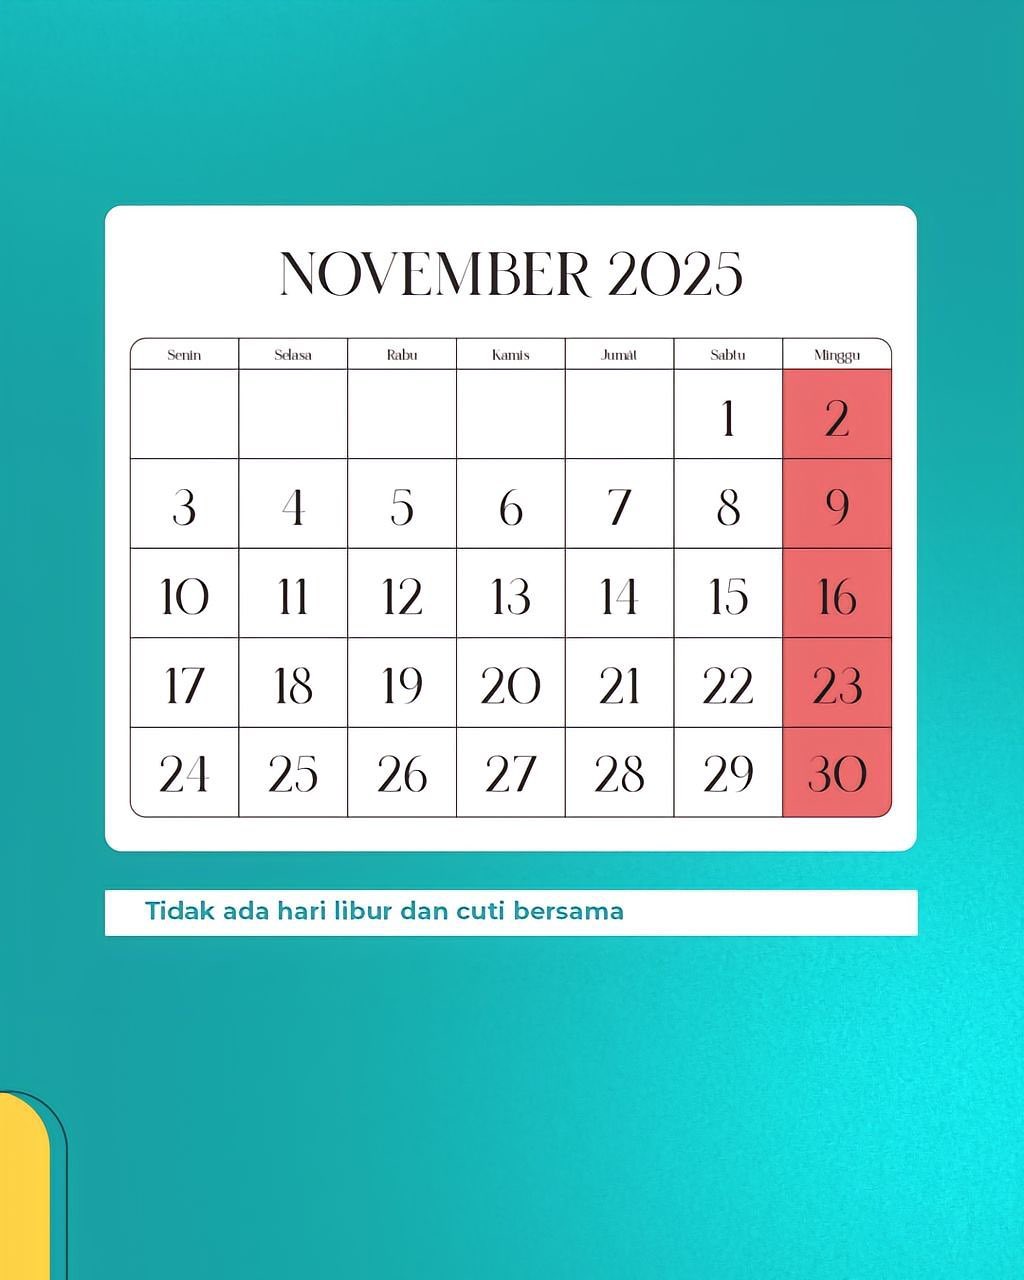 NOVEMBER 2025
Senin Selasa Rabu Kamis Jumat Sabtu Minggu
1 2
3 4 5 6 7 8 9
10 11 12 13 14 15 16
17 18 19 20 21 22 23
24 25 26 27 28 29 30
Tidak ada hari libur dan cuti bersama